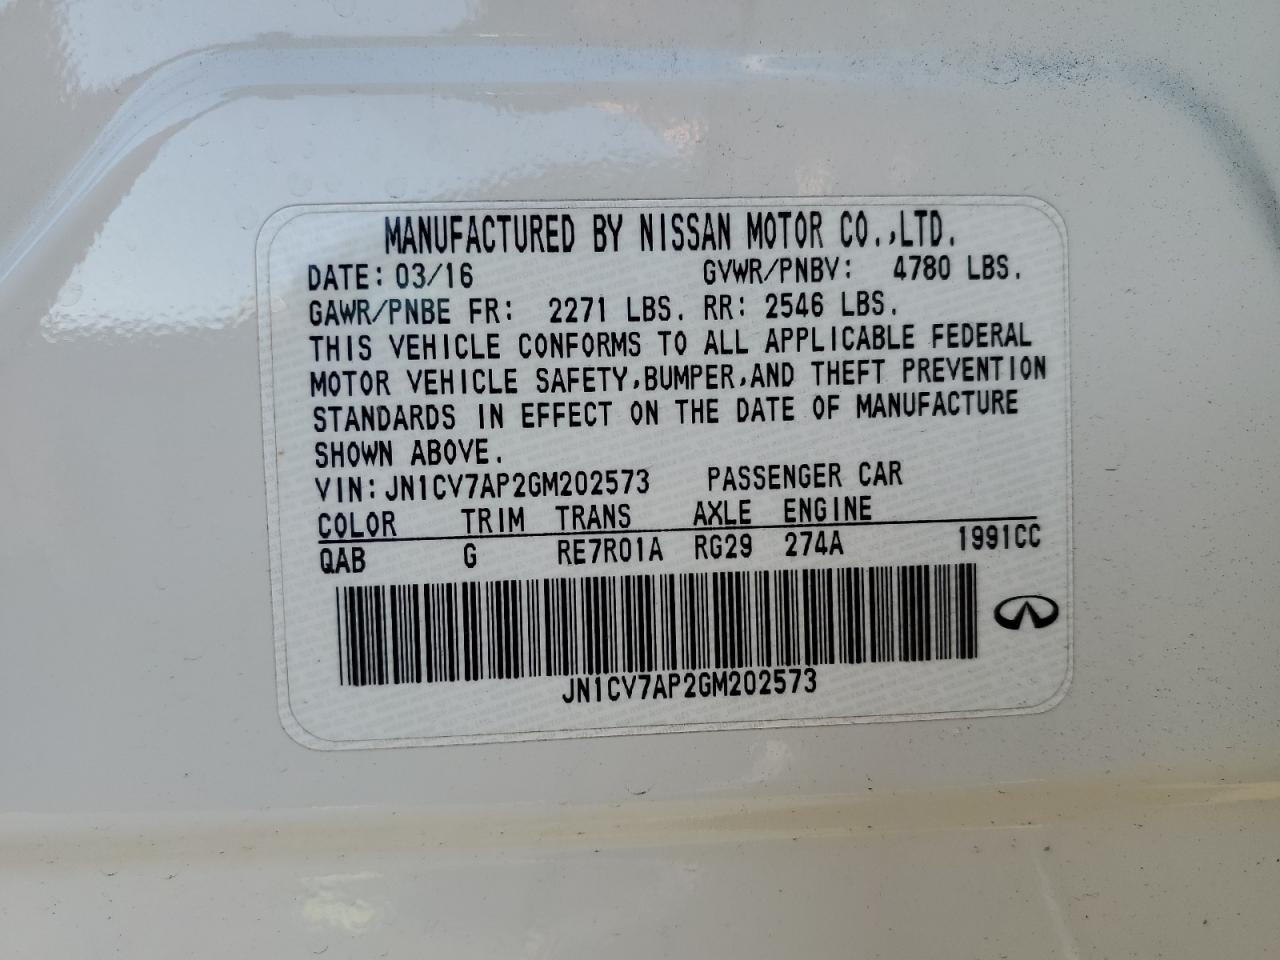 MANUFACTURED BY NISSAN MOTOR CO.,LTD.
DATE: 03/16 GVWR/PNBV: 4780 LBS.
GAWR/PNBE FR: 2271 LBS. RR: 2546 LBS.
THIS VEHICLE CONFORMS TO ALL APPLICABLE FEDERAL
MOTOR VEHICLE SAFETY,BUMPER,AND THEFT PREVENTION
STANDARDS IN EFFECT ON THE DATE OF MANUFACTURE
SHOWN ABOVE.
VIN: JN1CV7AP2GM202573 PASSENGER CAR
COLOR TRIM TRANS AXLE ENGINE
QAB G RE7R01A RG29 274A 1991CC
JN1CV7AP2GM202573